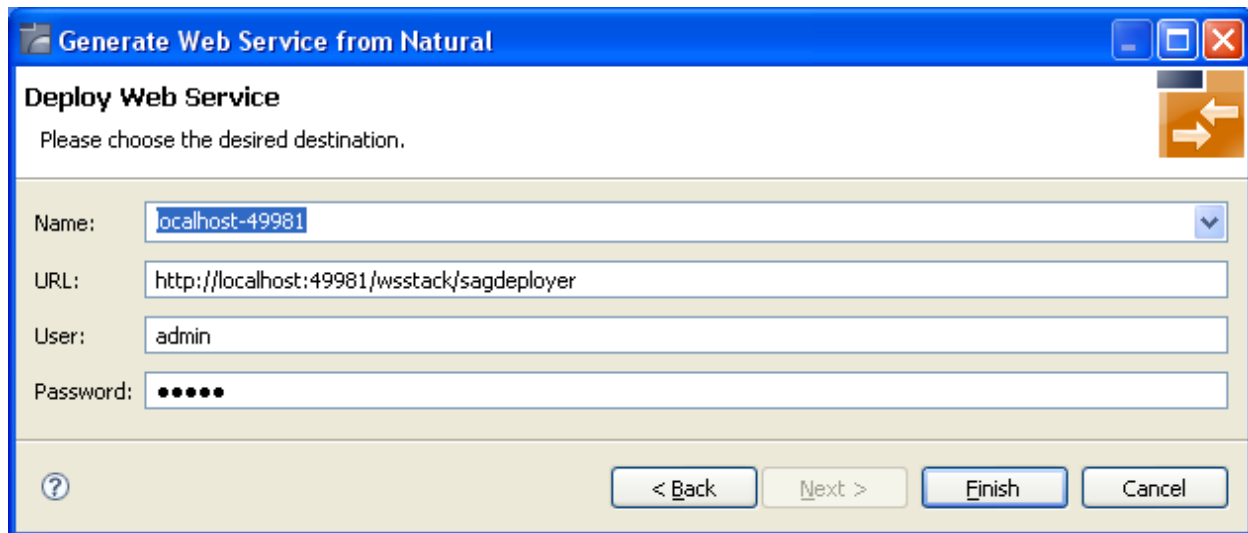 Generate Web Service from Natural
Deploy Web Service
Please choose the desired destination.
Name: localhost-49981
URL: http://localhost:49981/wsstack/sagdeployer
User: admin
Password: •••••
? < Back Next > Finish Cancel